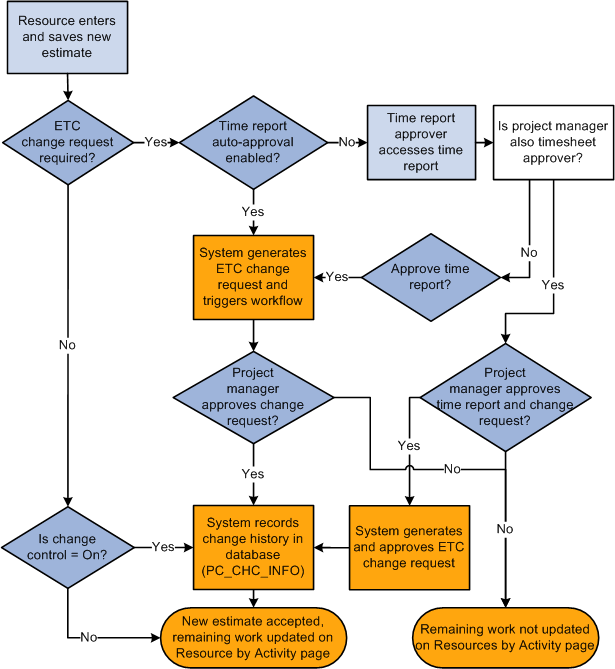 Resource enters
and saves new
estimate
ETC
change request
required?
Yes
Time report
auto-approval
enabled?
No
Time report
approver
accesses time
report
Is project manager
also timesheet
approver?
Yes
No
Yes
System generates
ETC change
request and
triggers workflow
Yes
Approve time
report?
No
Project
manager
approves change
request?
Project
manager approves
time report and change
request?
Yes
Yes
No
No
Is change
control = On?
Yes
System records
change history in
database
(PC_CHC_INFO)
System generates
and approves ETC
change request
No
New estimate accepted,
remaining work updated on
Resource by Activity page
Remaining work not updated
on Resources by Activity page